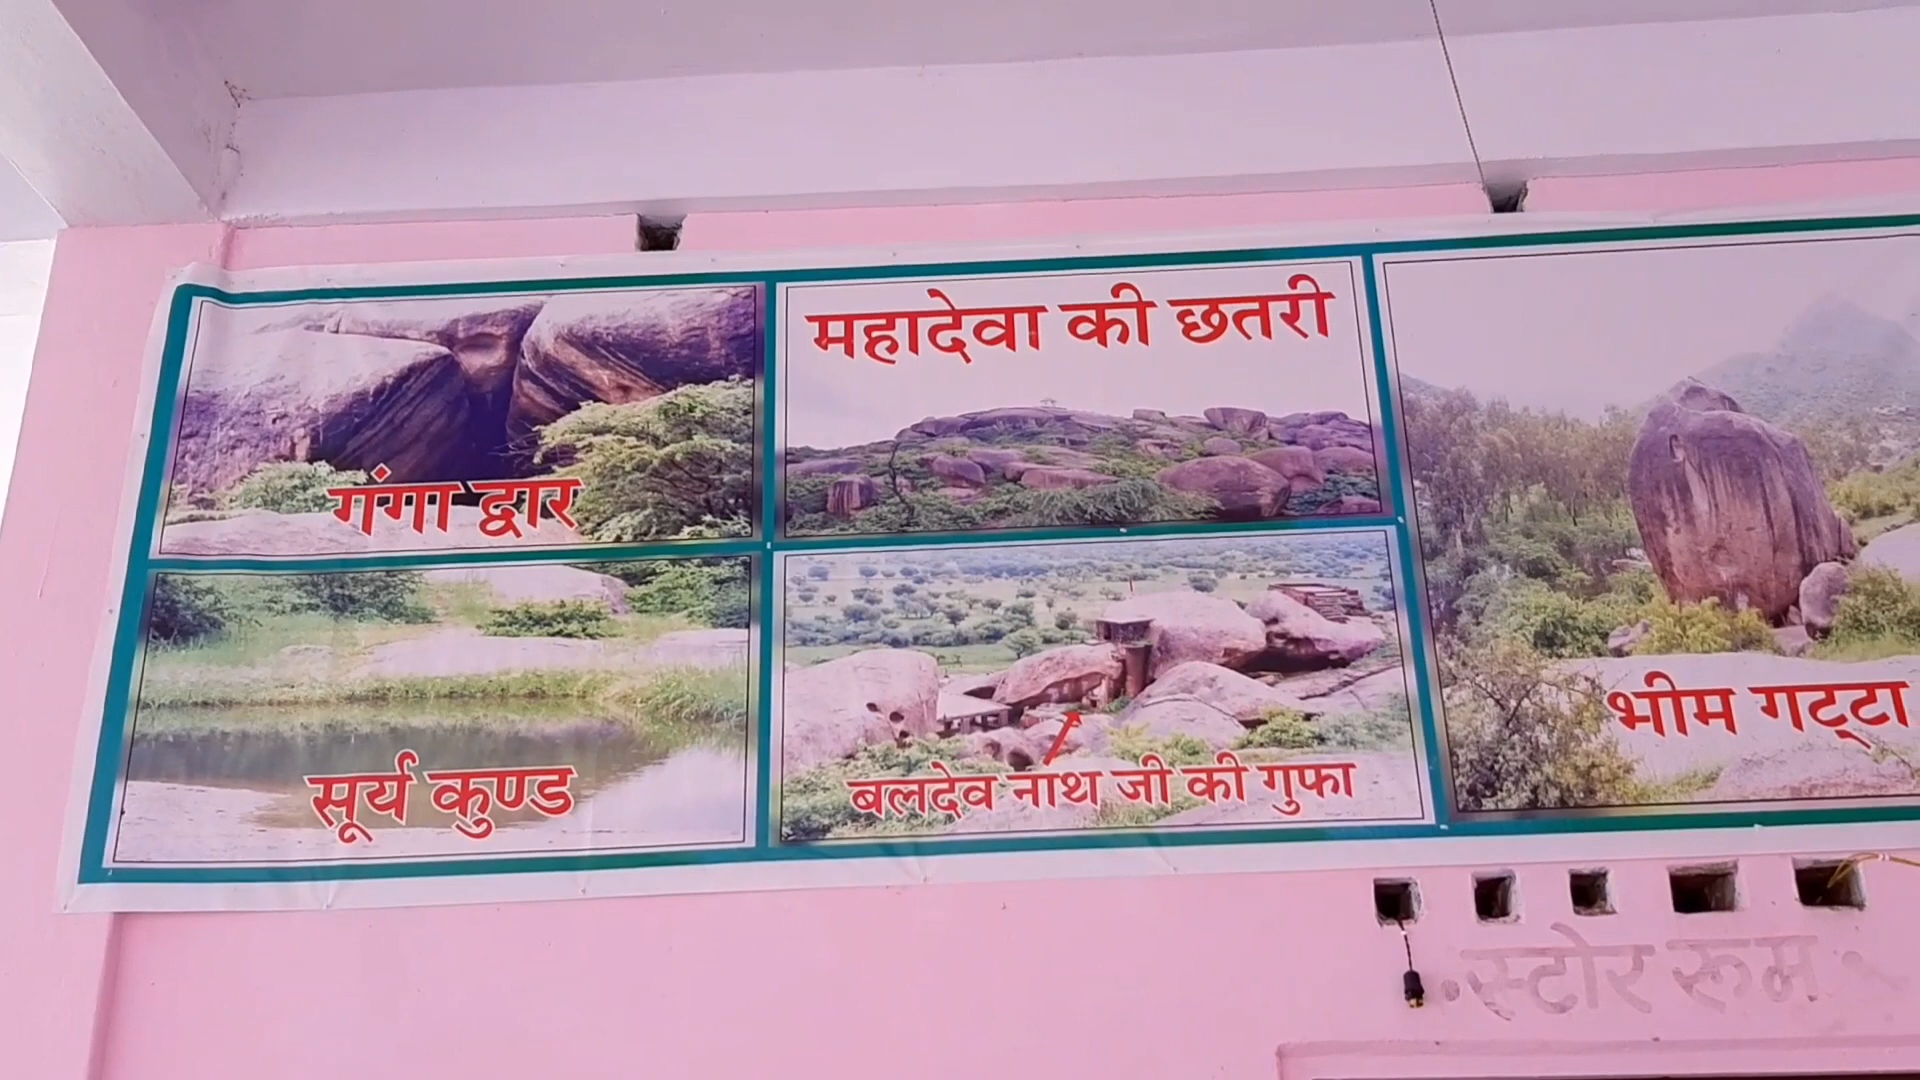 गंगा द्वार
महादेवा की छतरी
सूर्य कुण्ड
बलदेव नाथ जी की गुफा
भीम गट्टा
स्टोर रूम